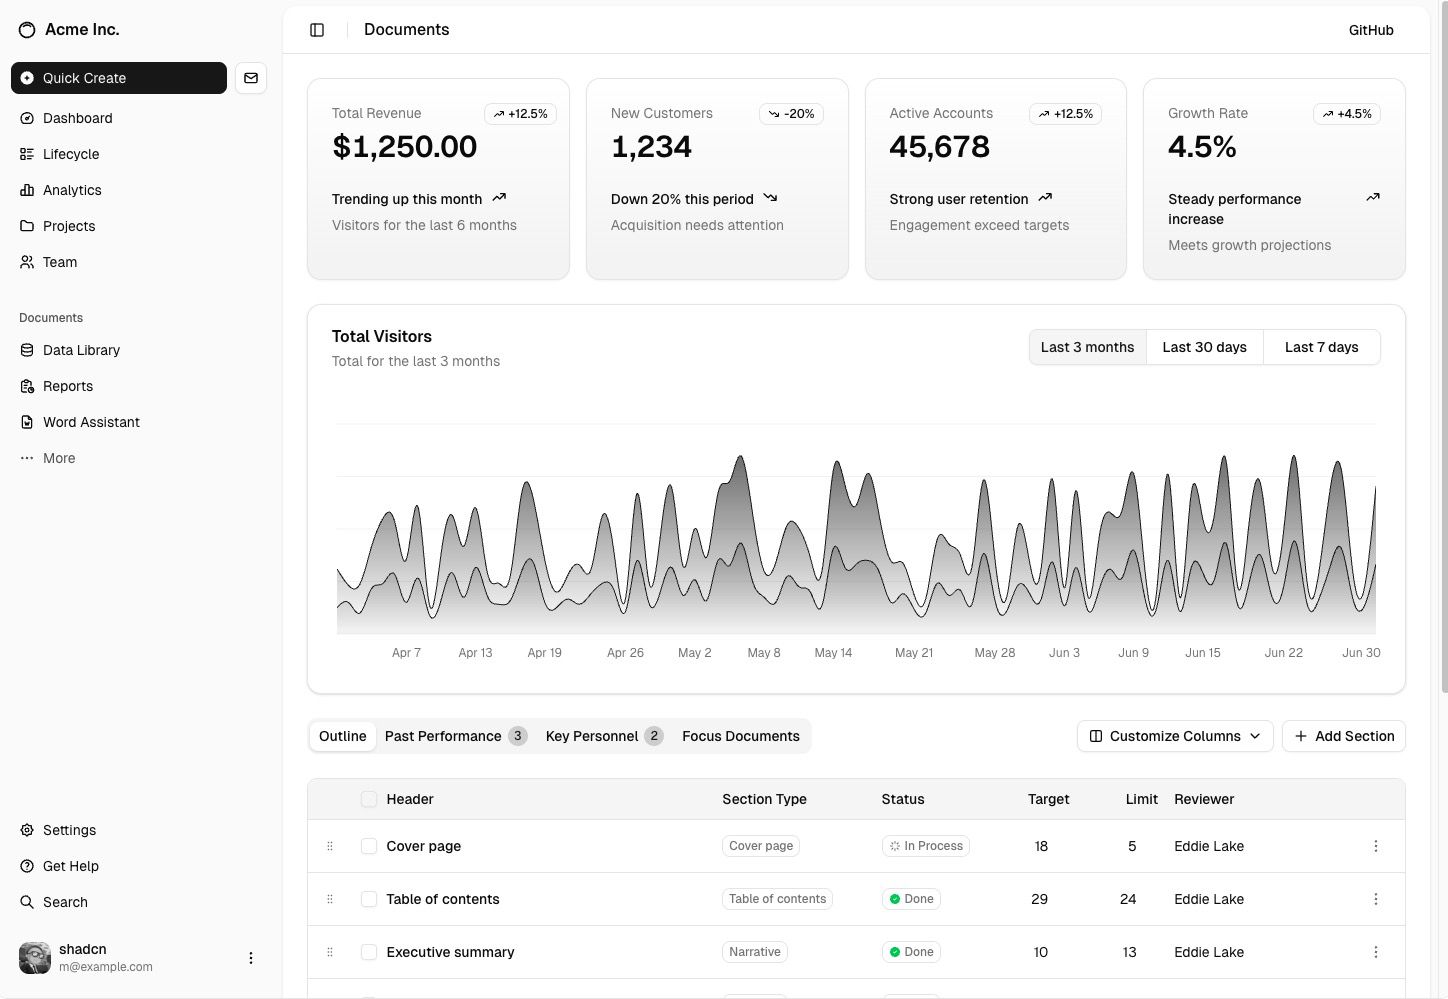 Acme Inc.
Quick Create
Dashboard
Lifecycle
Analytics
Projects
Team
Documents
Data Library
Reports
Word Assistant
More
Settings
Get Help
Search
shadcn
m@example.com
Documents
GitHub
Total Revenue
+12.5%
$1,250.00
Trending up this month
Visitors for the last 6 months
New Customers
-20%
1,234
Down 20% this period
Acquisition needs attention
Active Accounts
+12.5%
45,678
Strong user retention
Engagement exceed targets
Growth Rate
+4.5%
4.5%
Steady performance
increase
Meets growth projections
Total Visitors
Total for the last 3 months
Last 3 months Last 30 days Last 7 days
Apr 7 Apr 13 Apr 19 Apr 26 May 2 May 8 May 14 May 21 May 28 Jun 3 Jun 9 Jun 15 Jun 22 Jun 30
Outline Past Performance 3 Key Personnel 2 Focus Documents
Customize Columns Add Section
Header Section Type Status Target Limit Reviewer
Cover page Cover page In Process 18 5 Eddie Lake
Table of contents Table of contents Done 29 24 Eddie Lake
Executive summary Narrative Done 10 13 Eddie Lake